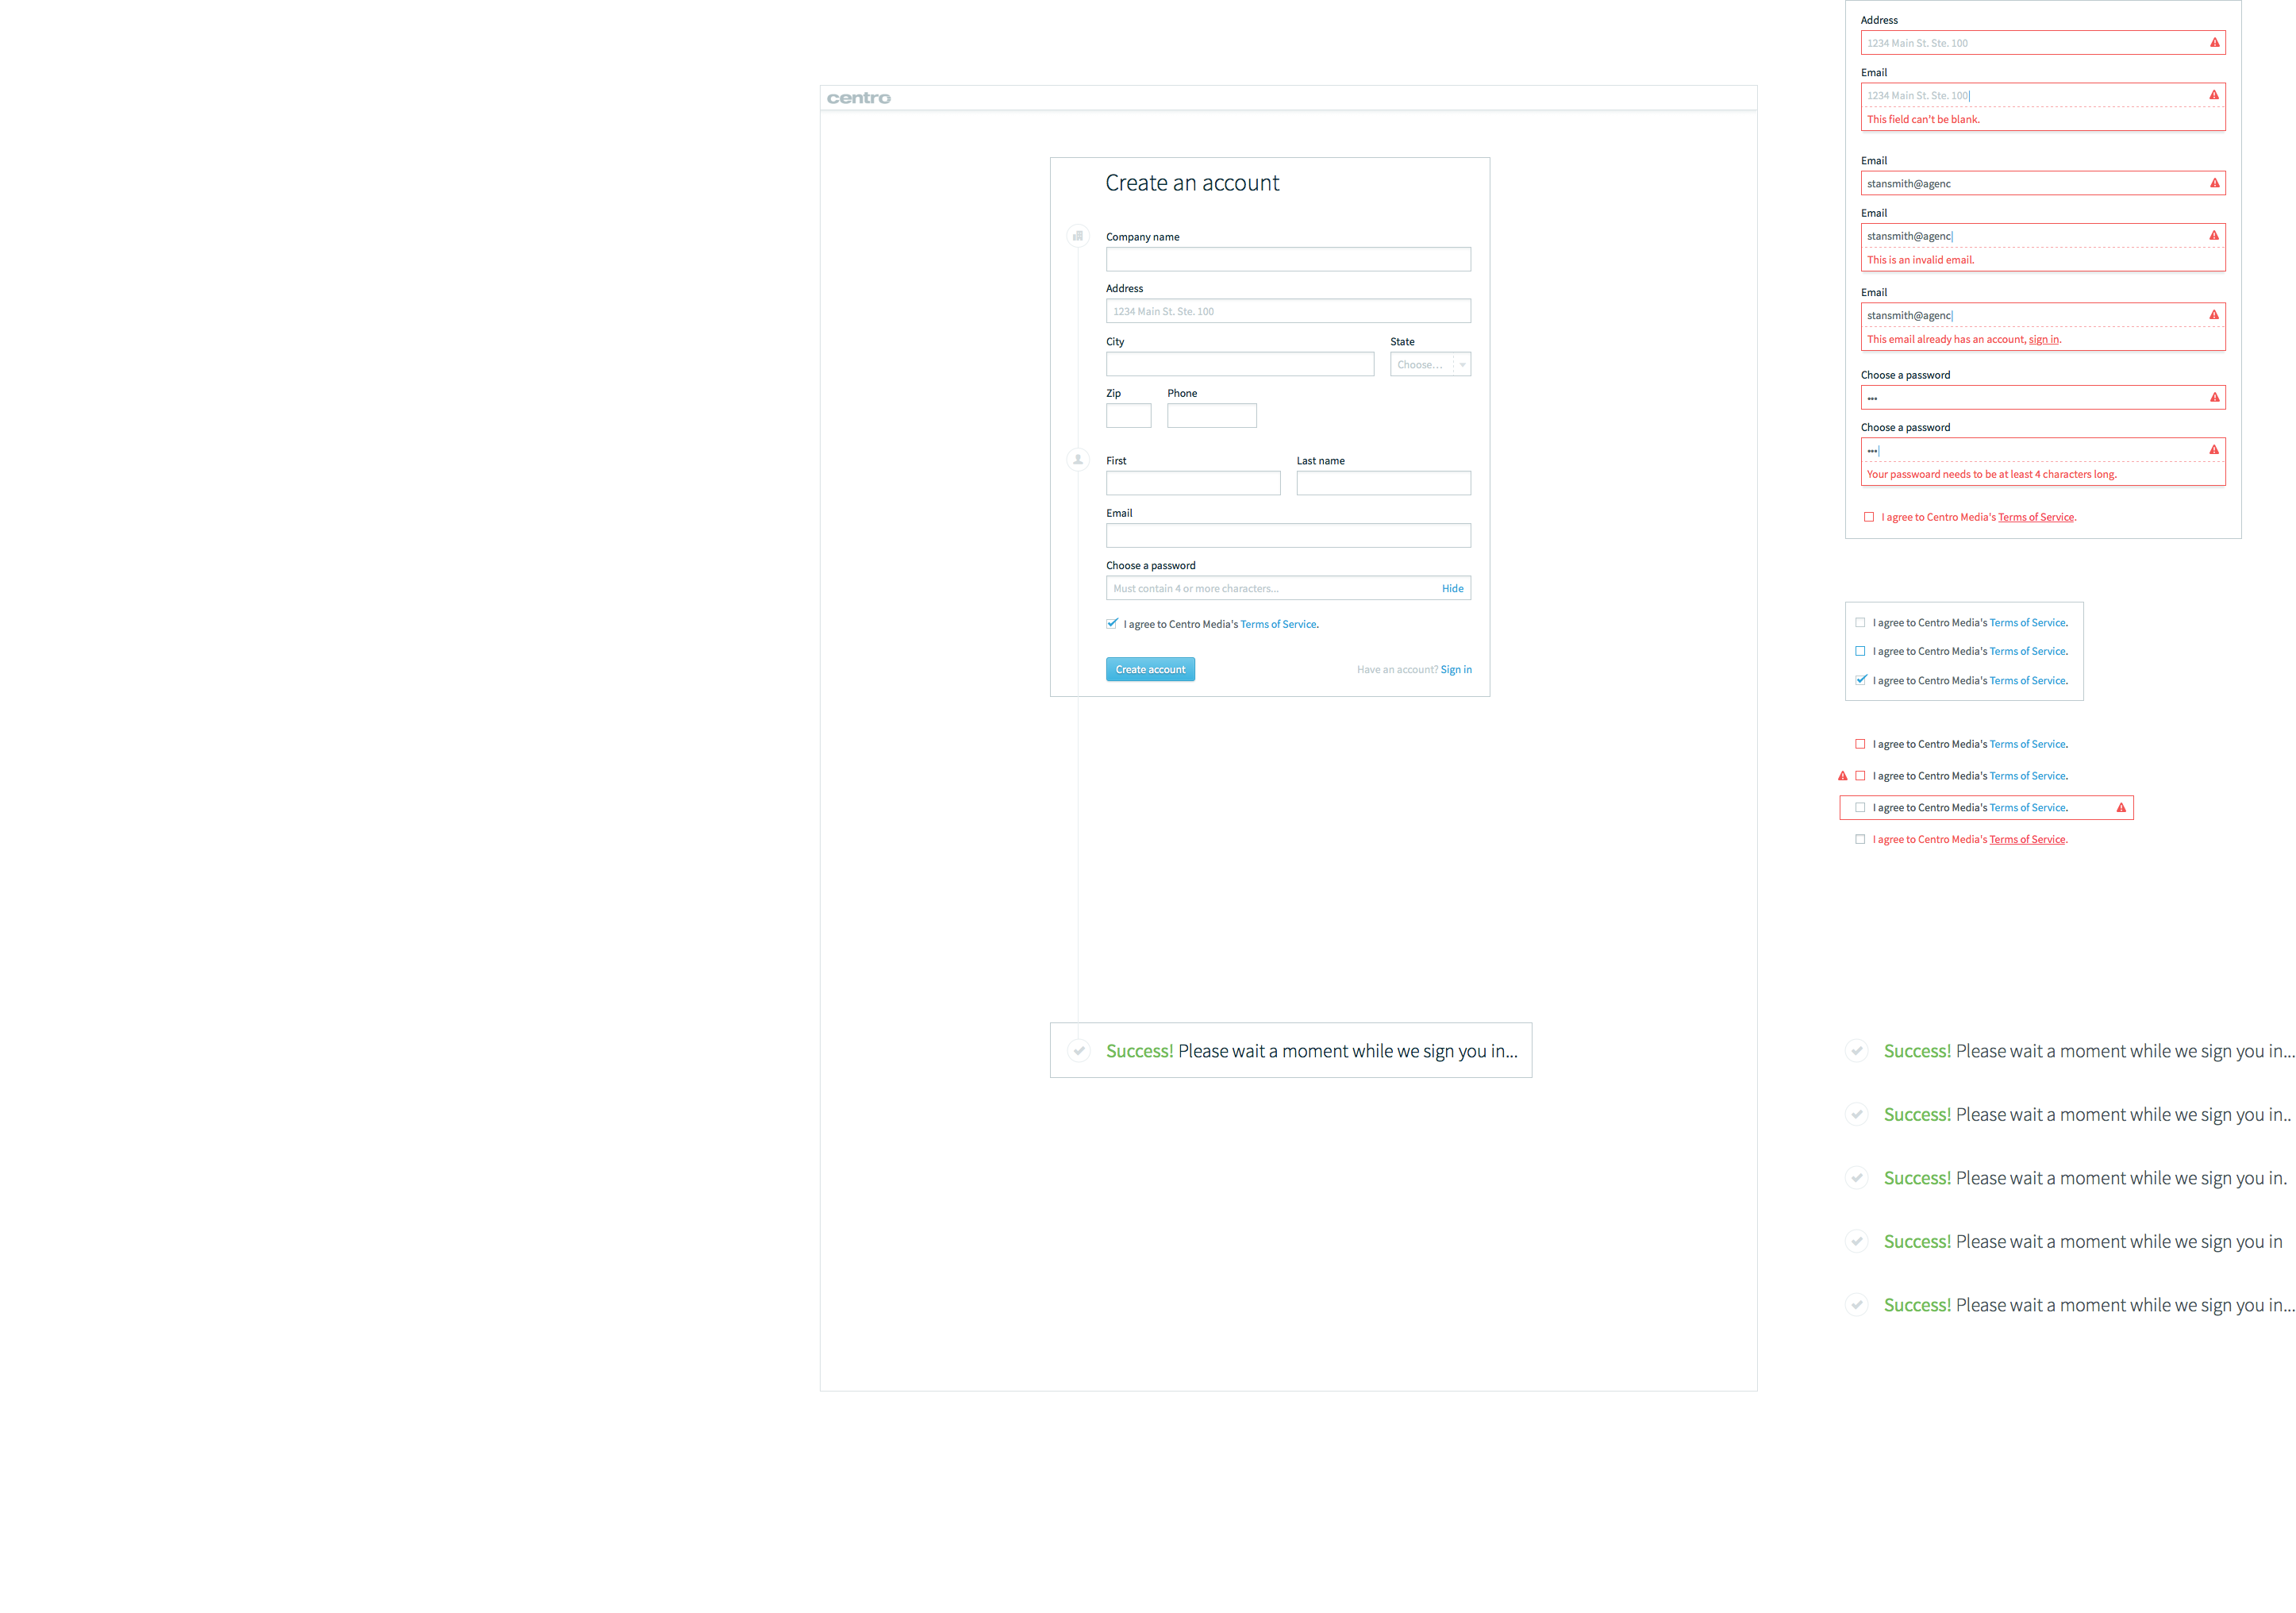 centro
Create an account
Company name
Address
1234 Main St. Ste. 100
City State
Choose...
Zip Phone
First Last name
Email
Choose a password
Must contain 4 or more characters... Hide
I agree to Centro Media's Terms of Service.
Create account Have an account? Sign in
Success! Please wait a moment while we sign you in...
Address
1234 Main St. Ste. 100
Email
1234 Main St. Ste. 100
This field can't be blank.
Email
stansmith@agenc
Email
stansmith@agenc
This is an invalid email.
Email
stansmith@agenc
This email already has an account, sign in.
Choose a password
•••
Choose a password
•••
Your passwoard needs to be at least 4 characters long.
I agree to Centro Media's Terms of Service.
I agree to Centro Media's Terms of Service.
I agree to Centro Media's Terms of Service.
I agree to Centro Media's Terms of Service.
I agree to Centro Media's Terms of Service.
I agree to Centro Media's Terms of Service.
I agree to Centro Media's Terms of Service.
I agree to Centro Media's Terms of Service.
Success! Please wait a moment while we sign you in...
Success! Please wait a moment while we sign you in..
Success! Please wait a moment while we sign you in.
Success! Please wait a moment while we sign you in
Success! Please wait a moment while we sign you in...